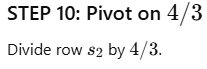 STEP 10: Pivot on 4/3
Divide row s₂ by 4/3.